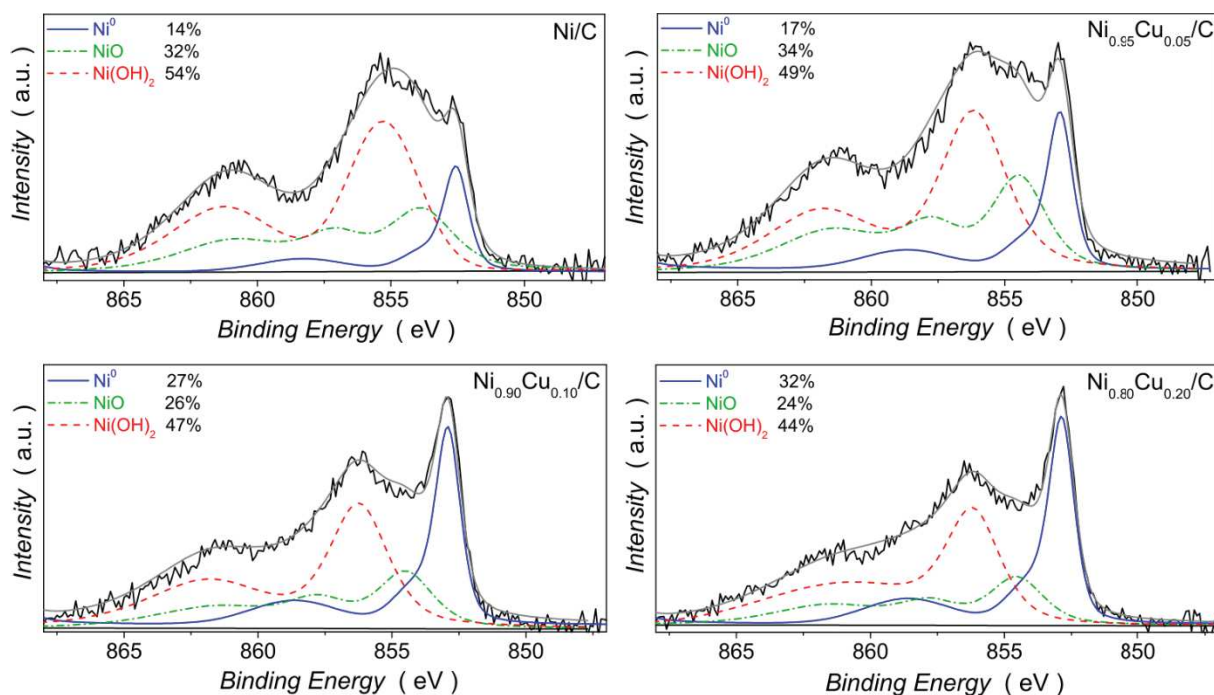 Ni⁰ 14%
NiO 32%
Ni(OH)₂ 54%
Ni/C
Intensity ( a.u. )
865 860 855 850
Binding Energy ( eV )
Ni⁰ 17%
NiO 34%
Ni(OH)₂ 49%
Ni₀.₉₅Cu₀.₀₅/C
Intensity ( a.u. )
865 860 855 850
Binding Energy ( eV )
Ni⁰ 27%
NiO 26%
Ni(OH)₂ 47%
Ni₀.₉₀Cu₀.₁₀/C
Intensity ( a.u. )
865 860 855 850
Binding Energy ( eV )
Ni⁰ 32%
NiO 24%
Ni(OH)₂ 44%
Ni₀.₈₀Cu₀.₂₀/C
Intensity ( a.u. )
865 860 855 850
Binding Energy ( eV )